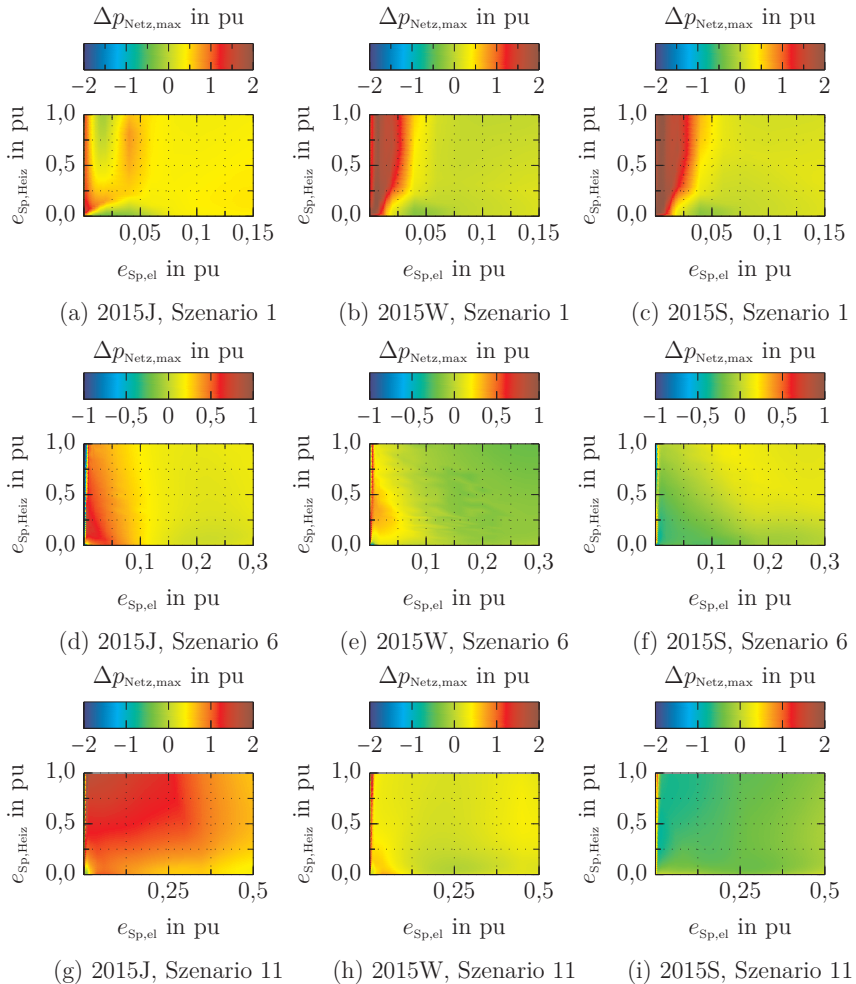 Δp_Netz,max in pu Δp_Netz,max in pu Δp_Netz,max in pu
−2 −1 0 1 2 −2 −1 0 1 2 −2 −1 0 1 2
e_Sp,Heiz in pu e_Sp,Heiz in pu e_Sp,Heiz in pu
1,0 1,0 1,0
0,5 0,5 0,5
0,0 0,0 0,0
0,05 0,1 0,15 0,05 0,1 0,15 0,05 0,1 0,15
e_Sp,el in pu e_Sp,el in pu e_Sp,el in pu
(a) 2015J, Szenario 1 (b) 2015W, Szenario 1 (c) 2015S, Szenario 1
Δp_Netz,max in pu Δp_Netz,max in pu Δp_Netz,max in pu
−1 −0,5 0 0,5 1 −1 −0,5 0 0,5 1 −1 −0,5 0 0,5 1
e_Sp,Heiz in pu e_Sp,Heiz in pu e_Sp,Heiz in pu
1,0 1,0 1,0
0,5 0,5 0,5
0,0 0,0 0,0
0,1 0,2 0,3 0,1 0,2 0,3 0,1 0,2 0,3
e_Sp,el in pu e_Sp,el in pu e_Sp,el in pu
(d) 2015J, Szenario 6 (e) 2015W, Szenario 6 (f) 2015S, Szenario 6
Δp_Netz,max in pu Δp_Netz,max in pu Δp_Netz,max in pu
−2 −1 0 1 2 −2 −1 0 1 2 −2 −1 0 1 2
e_Sp,Heiz in pu e_Sp,Heiz in pu e_Sp,Heiz in pu
1,0 1,0 1,0
0,5 0,5 0,5
0,0 0,0 0,0
0,25 0,5 0,25 0,5 0,25 0,5
e_Sp,el in pu e_Sp,el in pu e_Sp,el in pu
(g) 2015J, Szenario 11 (h) 2015W, Szenario 11 (i) 2015S, Szenario 11